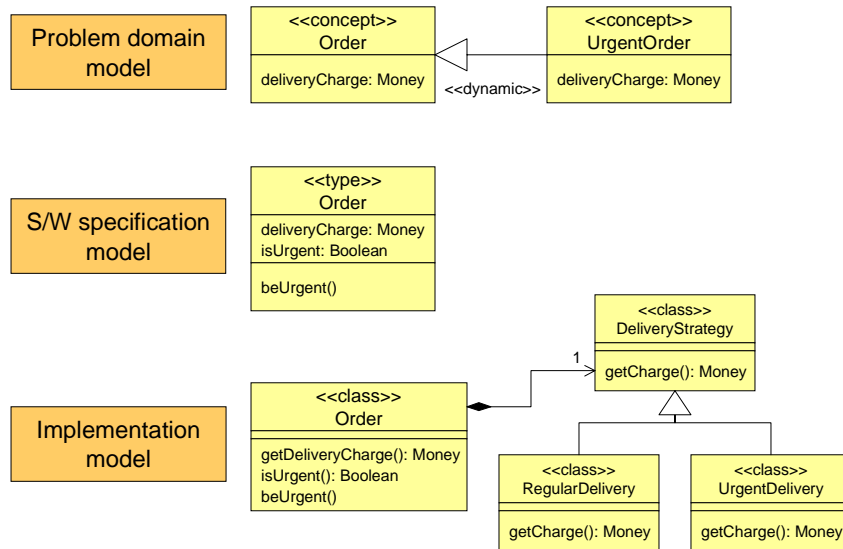 Problem domain
model
<<concept>>
Order
deliveryCharge: Money
<<dynamic>>
<<concept>>
UrgentOrder
deliveryCharge: Money
S/W specification
model
<<type>>
Order
deliveryCharge: Money
isUrgent: Boolean
beUrgent()
Implementation
model
<<class>>
Order
getDeliveryCharge(): Money
isUrgent(): Boolean
beUrgent()
1
<<class>>
DeliveryStrategy
getCharge(): Money
<<class>>
RegularDelivery
getCharge(): Money
<<class>>
UrgentDelivery
getCharge(): Money